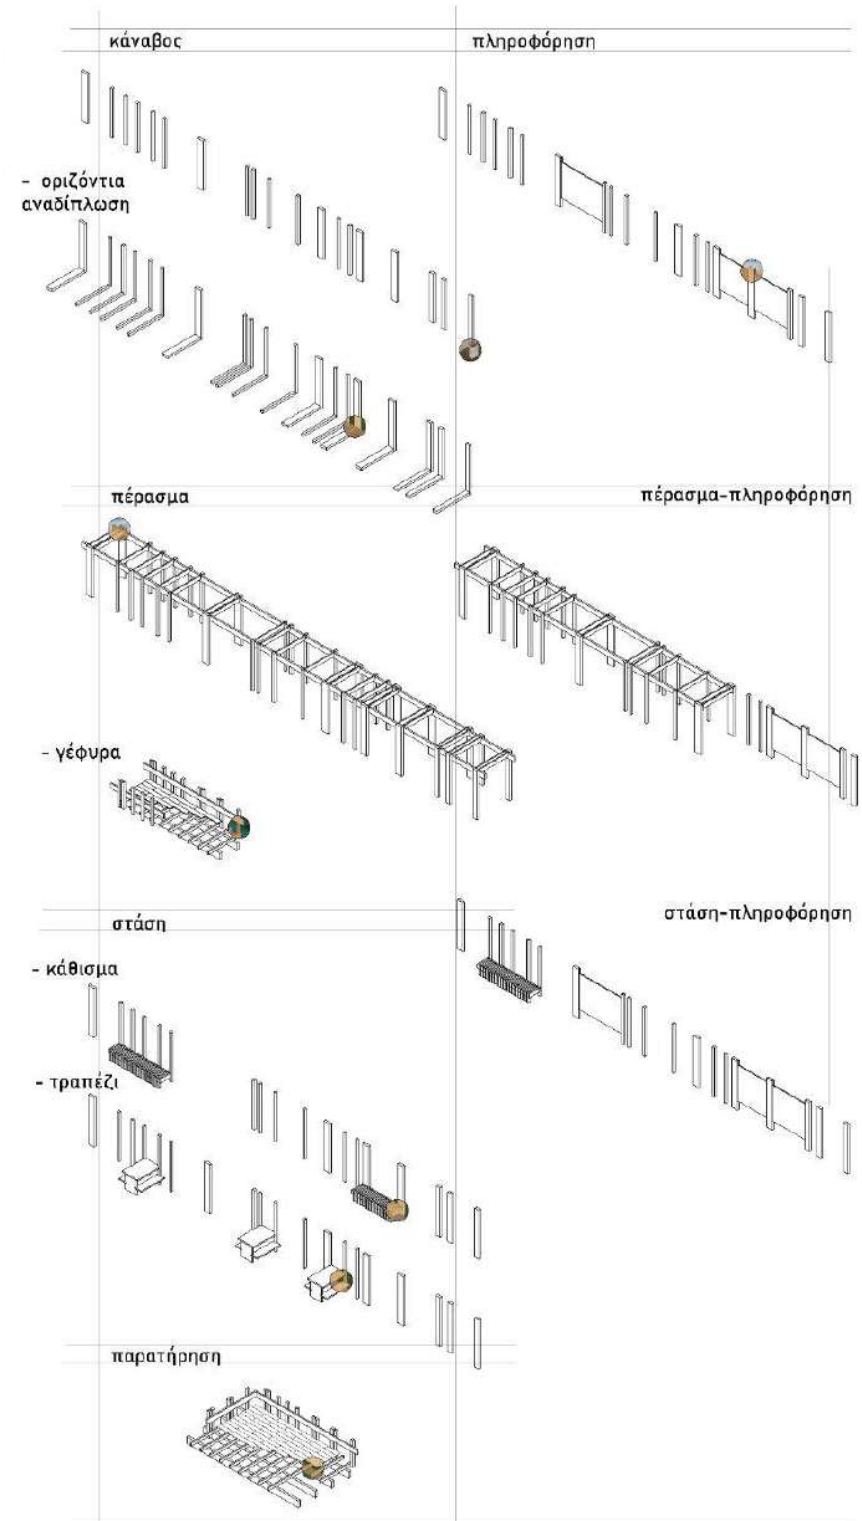 κάναβος
πληροφόρηση
- οριζόντια
αναδίπλωση
πέρασμα
πέρασμα-πληροφόρηση
- γέφυρα
στάση
στάση-πληροφόρηση
- κάθισμα
- τραπέζι
παρατήρηση